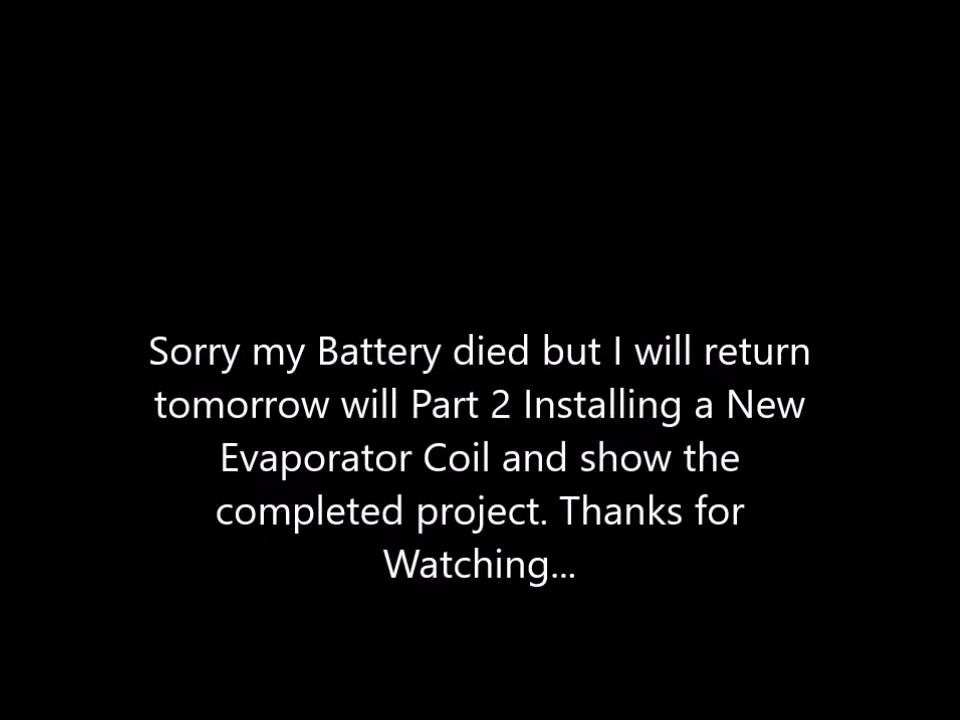 Sorry my Battery died but I will return
tomorrow will Part 2 Installing a New
Evaporator Coil and show the
completed project. Thanks for
Watching...